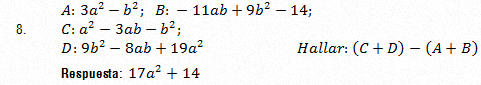 A: 3a² − b²; B: − 11ab + 9b² − 14;
8. C: a² − 3ab − b²;
D: 9b² − 8ab + 19a² Hallar: (C + D) − (A + B)
Respuesta: 17a² + 14